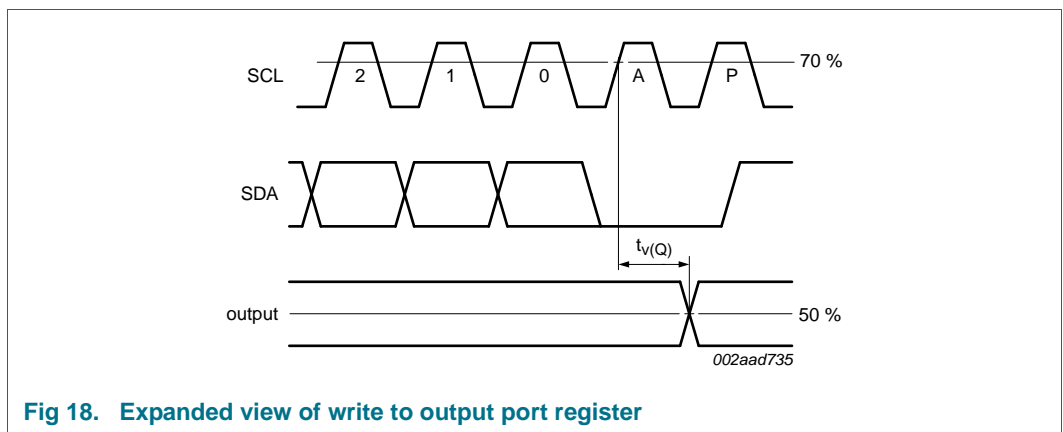 SCL 2 1 0 A P 70 %
SDA
tv(Q)
output 50 %
002aad735
Fig 18. Expanded view of write to output port register